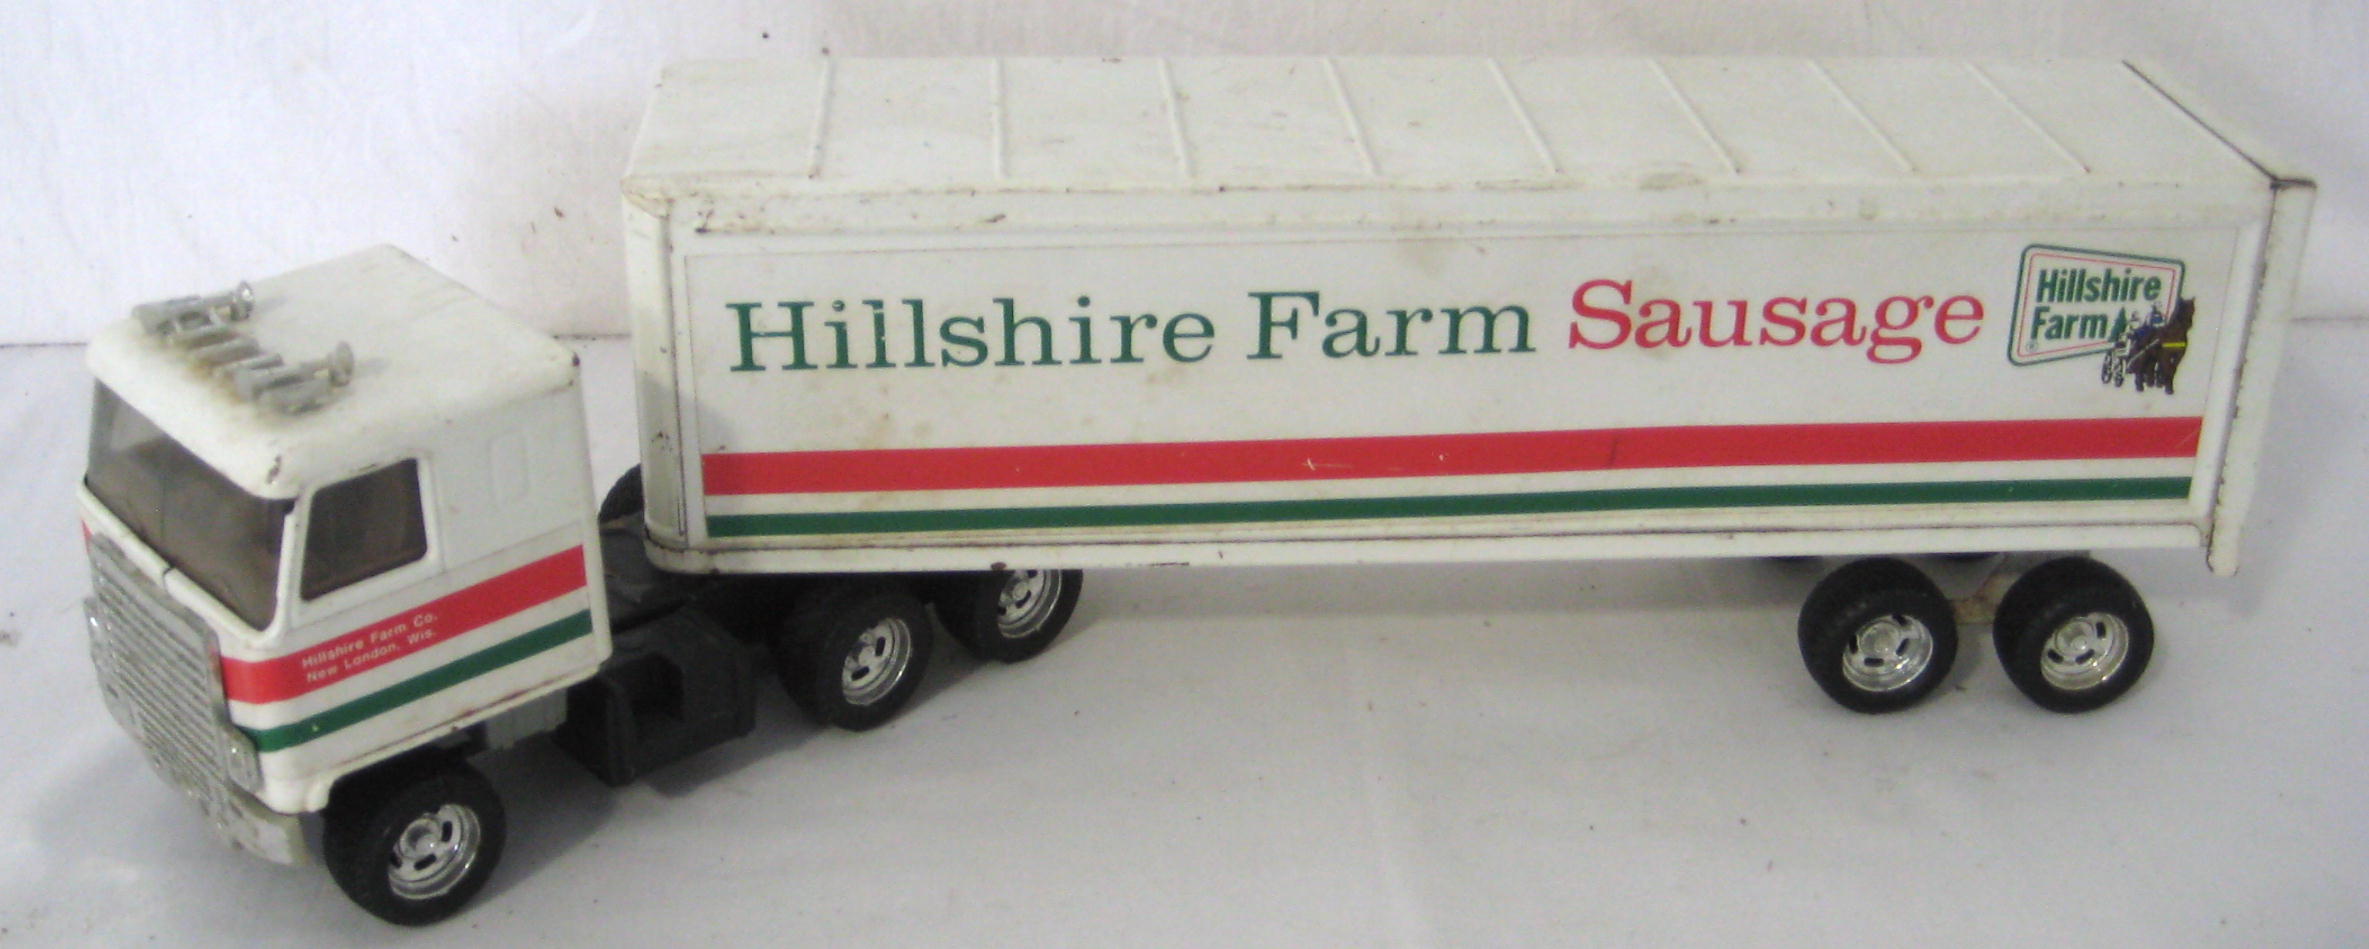 Hillshire Farm Sausage
Hillshire
Farm
®
Hillshire Farm Co.
New London, Wis.